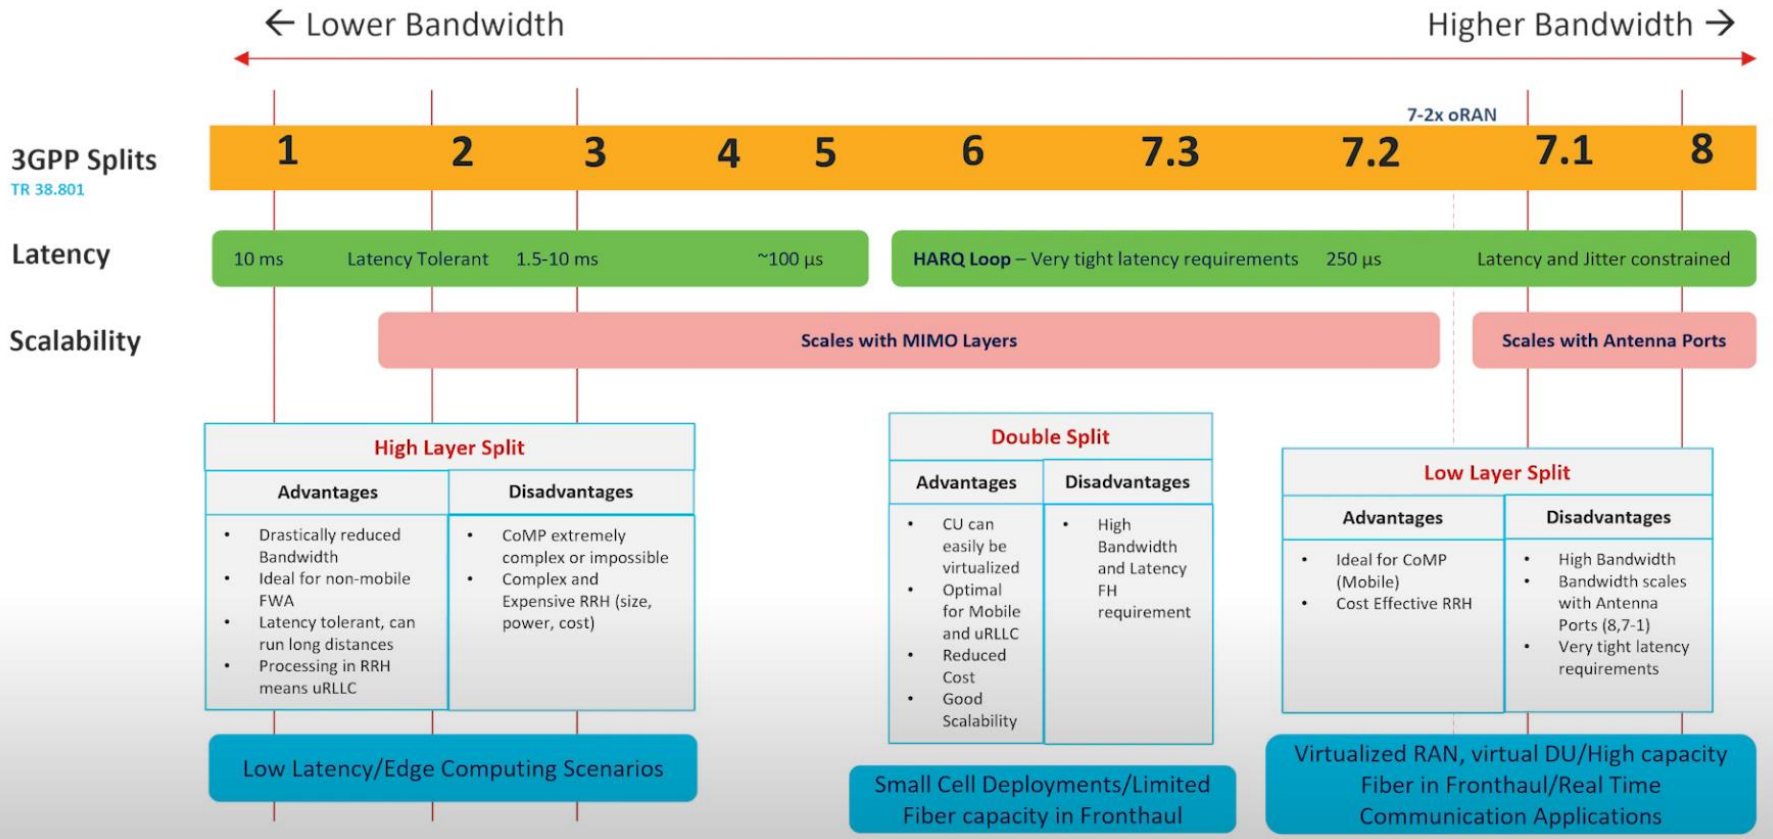 ← Lower Bandwidth
Higher Bandwidth →
7-2x oRAN
3GPP Splits
TR 38.801
1 2 3 4 5 6 7.3 7.2 7.1 8
Latency
10 ms Latency Tolerant 1.5-10 ms ~100 µs
HARQ Loop – Very tight latency requirements 250 µs Latency and Jitter constrained
Scalability
Scales with MIMO Layers
Scales with Antenna Ports
High Layer Split
Advantages
• Drastically reduced
Bandwidth
• Ideal for non-mobile
FWA
• Latency tolerant, can
run long distances
• Processing in RRH
means uRLLC
Disadvantages
• CoMP extremely
complex or impossible
• Complex and
Expensive RRH (size,
power, cost)
Low Latency/Edge Computing Scenarios
Double Split
Advantages
• CU can
easily be
virtualized
• Optimal
for Mobile
and uRLLC
• Reduced
Cost
• Good
Scalability
Disadvantages
• High
Bandwidth
and Latency
FH
requirement
Small Cell Deployments/Limited
Fiber capacity in Fronthaul
Low Layer Split
Advantages
• Ideal for CoMP
(Mobile)
• Cost Effective RRH
Disadvantages
• High Bandwidth
• Bandwidth scales
with Antenna
Ports (8,7-1)
• Very tight latency
requirements
Virtualized RAN, virtual DU/High capacity
Fiber in Fronthaul/Real Time
Communication Applications